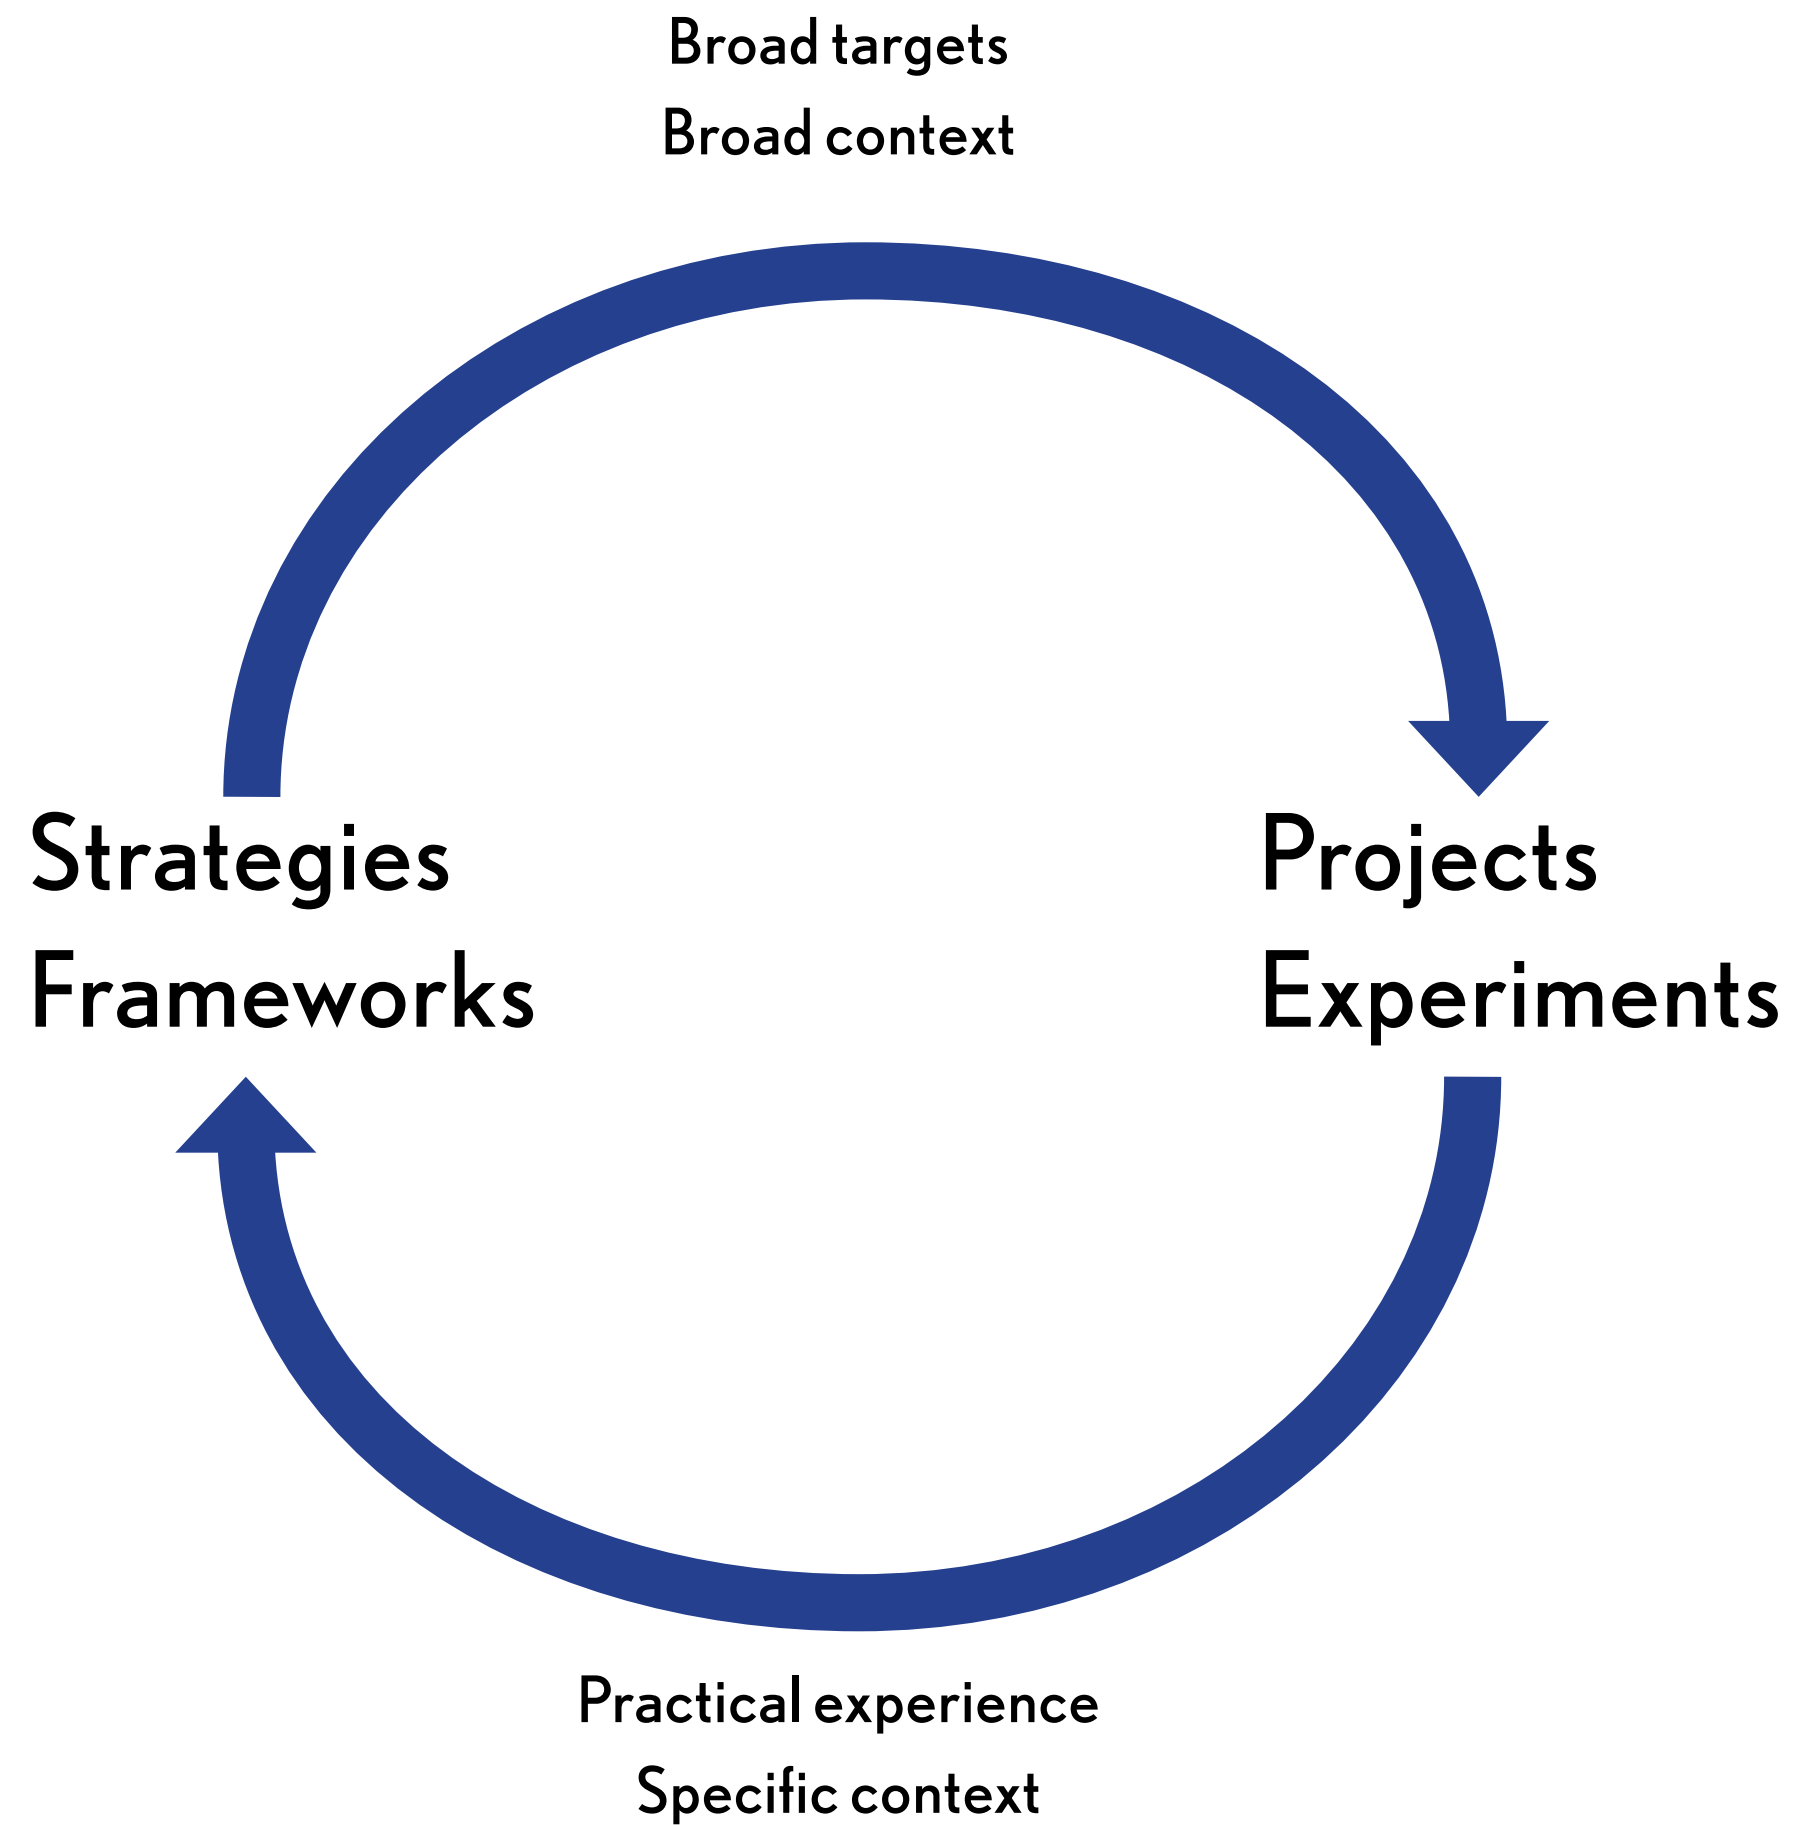 Broad targets
Broad context
Strategies
Frameworks
Projects
Experiments
Practical experience
Specific context